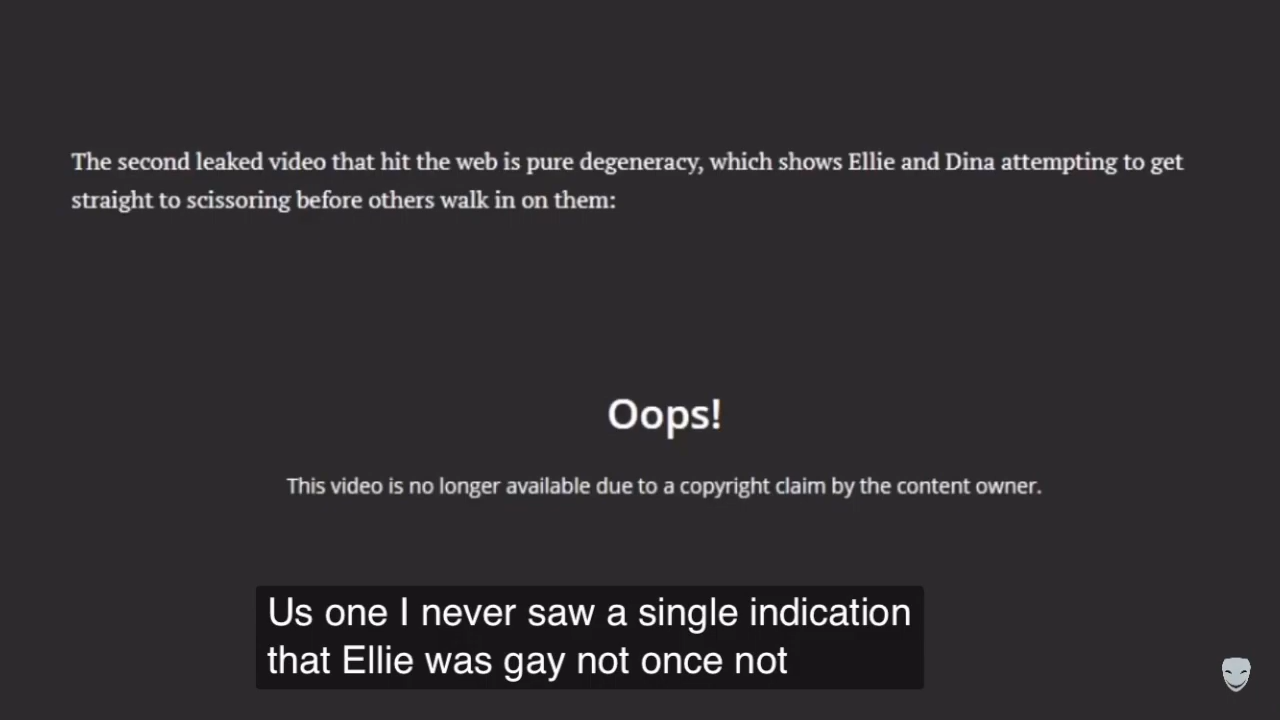 The second leaked video that hit the web is pure degeneracy, which shows Ellie and Dina attempting to get
straight to scissoring before others walk in on them:
Oops!
This video is no longer available due to a copyright claim by the content owner.
Us one I never saw a single indication
that Ellie was gay not once not